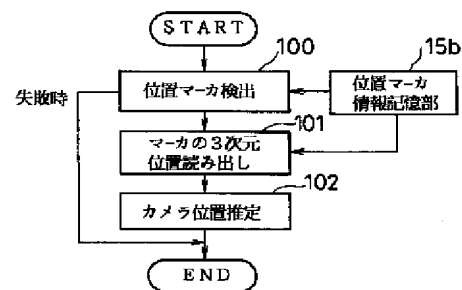 START
100
15b
位置マーカ検出
位置マーカ
情報記憶部
失敗時
101
マーカの3次元
位置読み出し
102
カメラ位置推定
END